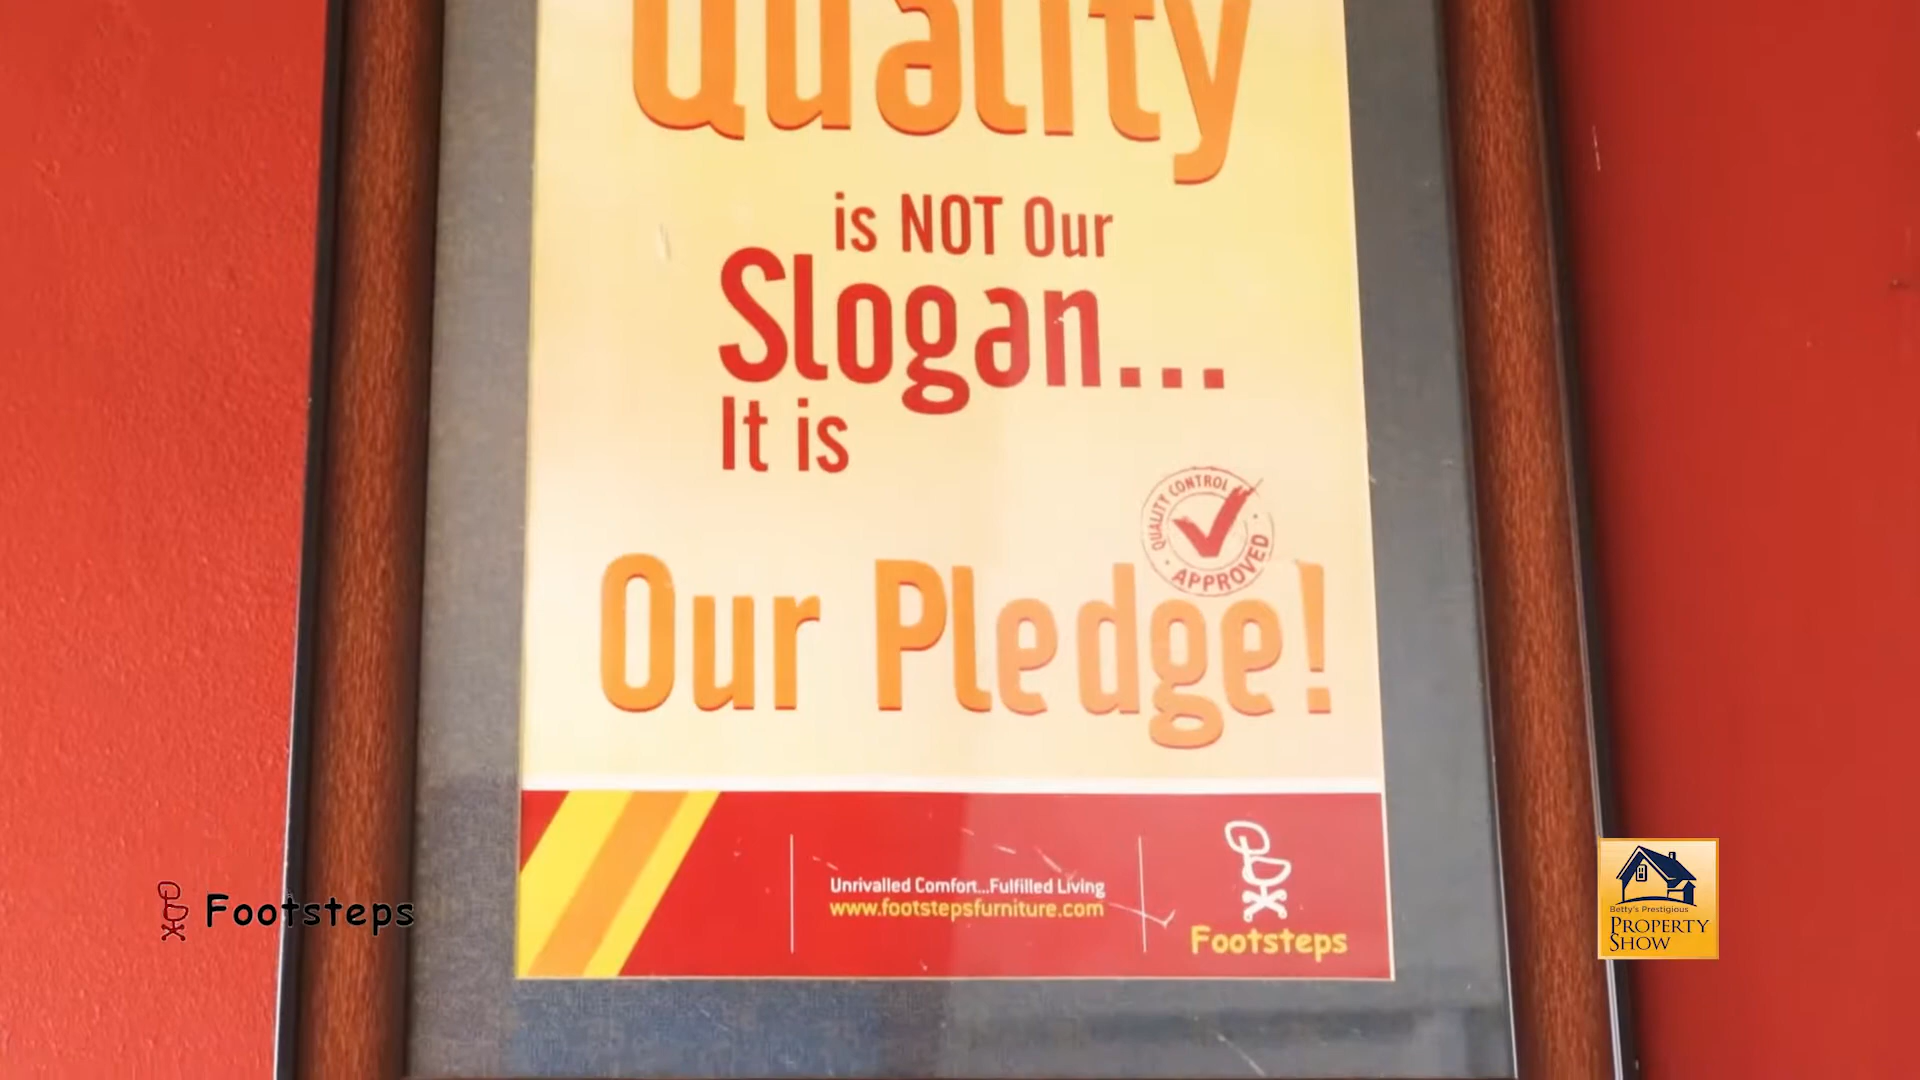 Quality
is NOT Our
Slogan...
It is
QUALITY CONTROL
APPROVED
Our Pledge!
Unrivalled Comfort...Fulfilled Living
www.footstepsfurniture.com
Footsteps
Footsteps
Betty's Prestigious
PROPERTY
SHOW